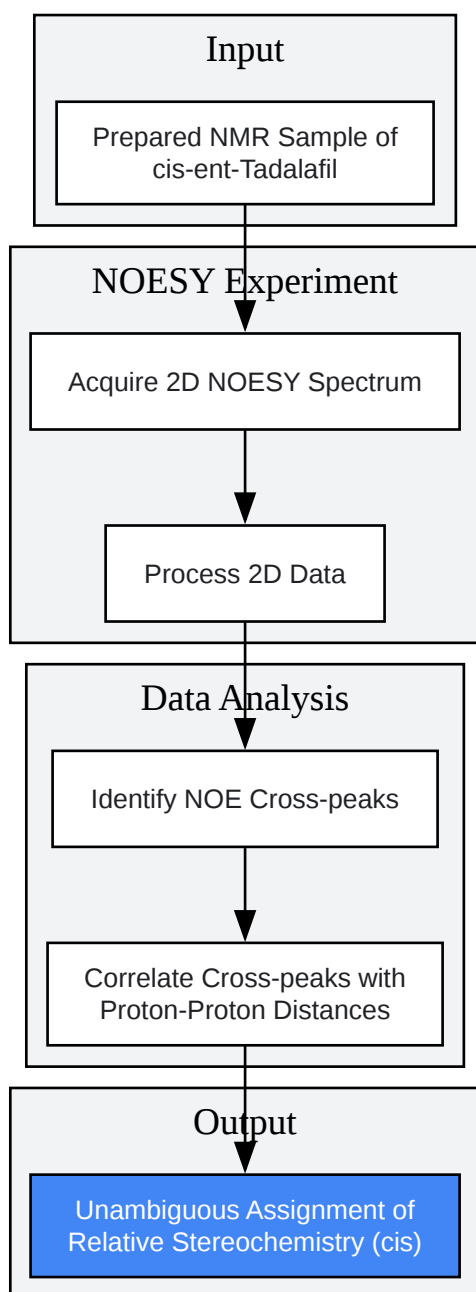 Input
Prepared NMR Sample of
cis-ent-Tadalafil
NOESY Experiment
Acquire 2D NOESY Spectrum
Process 2D Data
Data Analysis
Identify NOE Cross-peaks
Correlate Cross-peaks with
Proton-Proton Distances
Output
Unambiguous Assignment of
Relative Stereochemistry (cis)